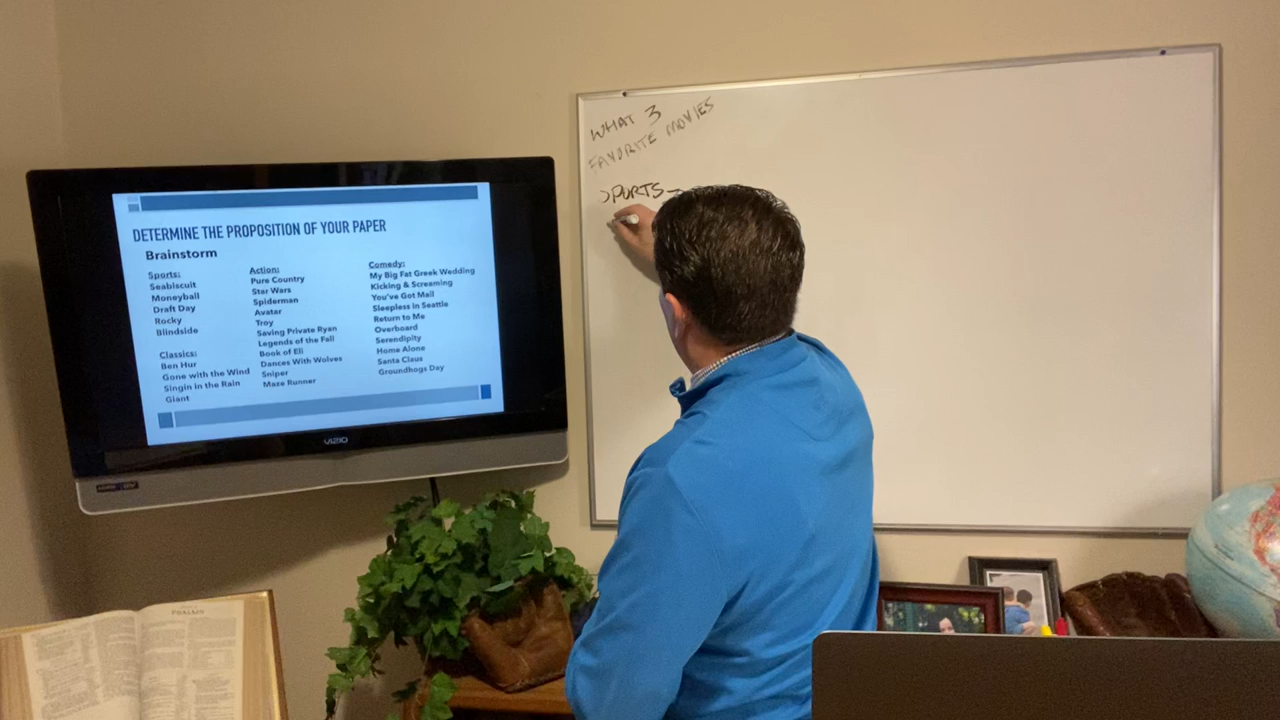 DETERMINE THE PROPOSITION OF YOUR PAPER
Brainstorm
Sports:
Seabiscuit
Moneyball
Draft Day
Rocky
Blindside
Classics:
Ben Hur
Gone with the Wind
Singin in the Rain
Giant
Action:
Pure Country
Star Wars
Spiderman
Avatar
Troy
Saving Private Ryan
Legends of the Fall
Book of Eli
Dances With Wolves
Sniper
Maze Runner
Comedy:
My Big Fat Greek Wedding
Kicking & Screaming
You've Got Mail
Sleepless in Seattle
Return to Me
Overboard
Serendipity
Home Alone
Santa Claus
Groundhogs Day
VIZIO
WHAT 3
FAVORITE MOVIES
SPORTS -
PSALMS